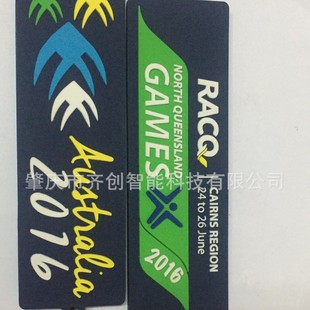 Australia
2016
RACQ
NORTH QUEENSLAND
GAMES
2016
CAIRNS REGION
24 to 26 June
肇庆市齐创智能科技有限公司